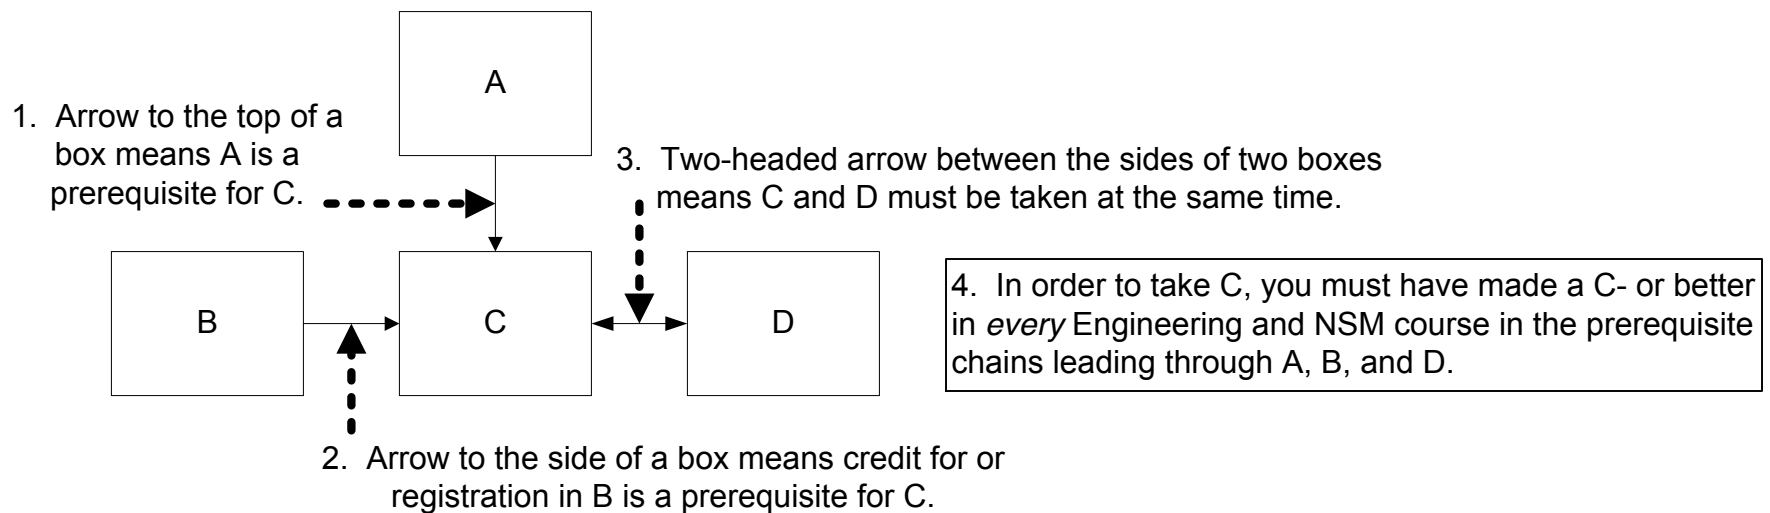 A
1. Arrow to the top of a
box means A is a
prerequisite for C.
3. Two-headed arrow between the sides of two boxes
means C and D must be taken at the same time.
B
C
D
4. In order to take C, you must have made a C- or better
in every Engineering and NSM course in the prerequisite
chains leading through A, B, and D.
2. Arrow to the side of a box means credit for or
registration in B is a prerequisite for C.